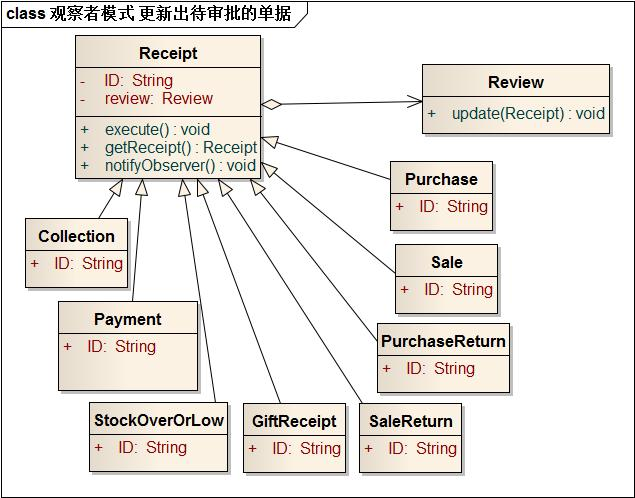 class 观察者模式 更新出待审批的单据
Receipt
- ID: String
- review: Review
+ execute() : void
+ getReceipt() : Receipt
+ notifyObserver() : void
Review
+ update(Receipt) : void
Purchase
+ ID: String
Collection
+ ID: String
Sale
+ ID: String
Payment
+ ID: String
PurchaseReturn
+ ID: String
StockOverOrLow
+ ID: String
GiftReceipt
+ ID: String
SaleReturn
+ ID: String